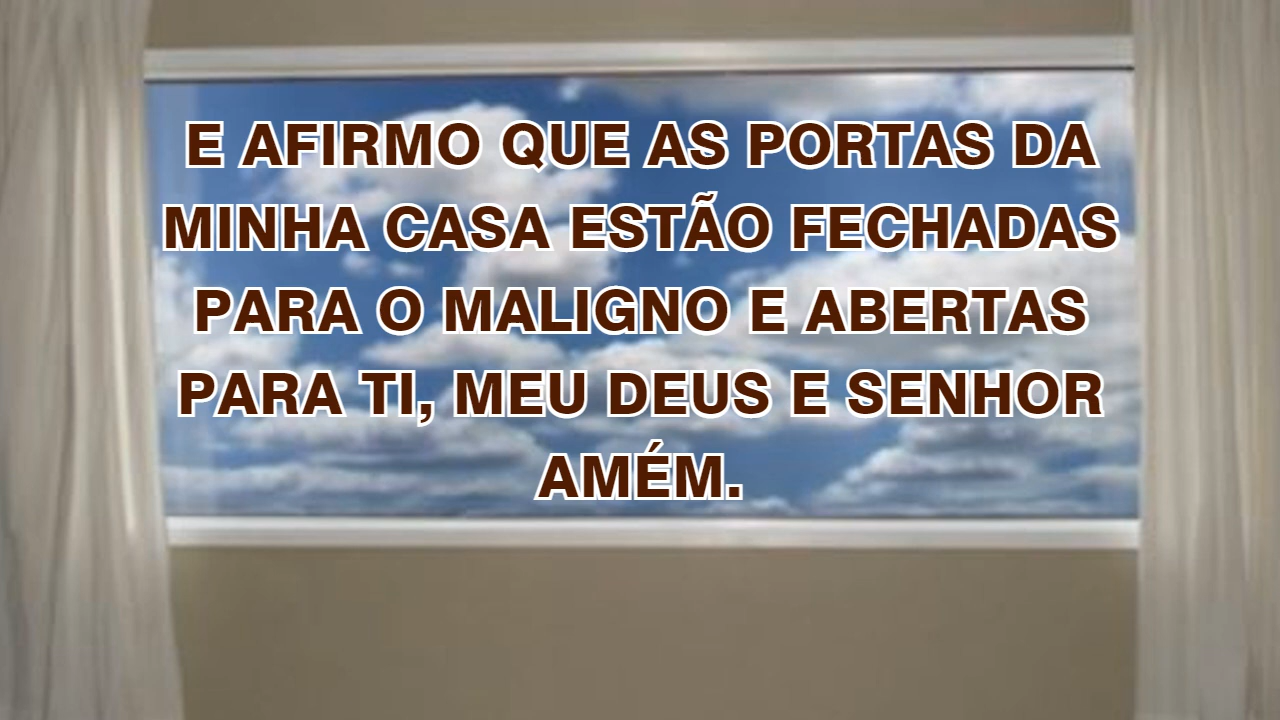 E AFIRMO QUE AS PORTAS DA
MINHA CASA ESTÃO FECHADAS
PARA O MALIGNO E ABERTAS
PARA TI, MEU DEUS E SENHOR
AMÉM.